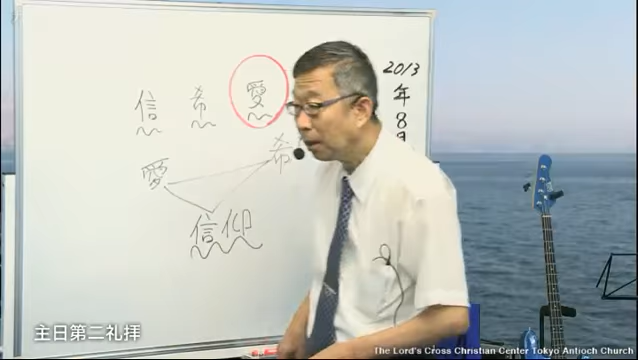 信 希 愛
愛 希
信仰
2013
年
8
主日第二礼拝
The Lord's Cross Christian Center Tokyo Antioch Church